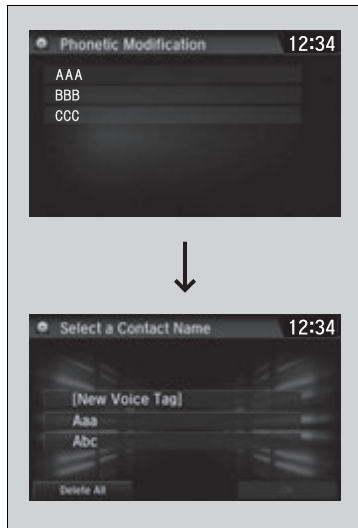 Phonetic Modification 12:34
AAA
BBB
CCC
Select a Contact Name 12:34
[New Voice Tag]
Aaa
Abc
Delete All